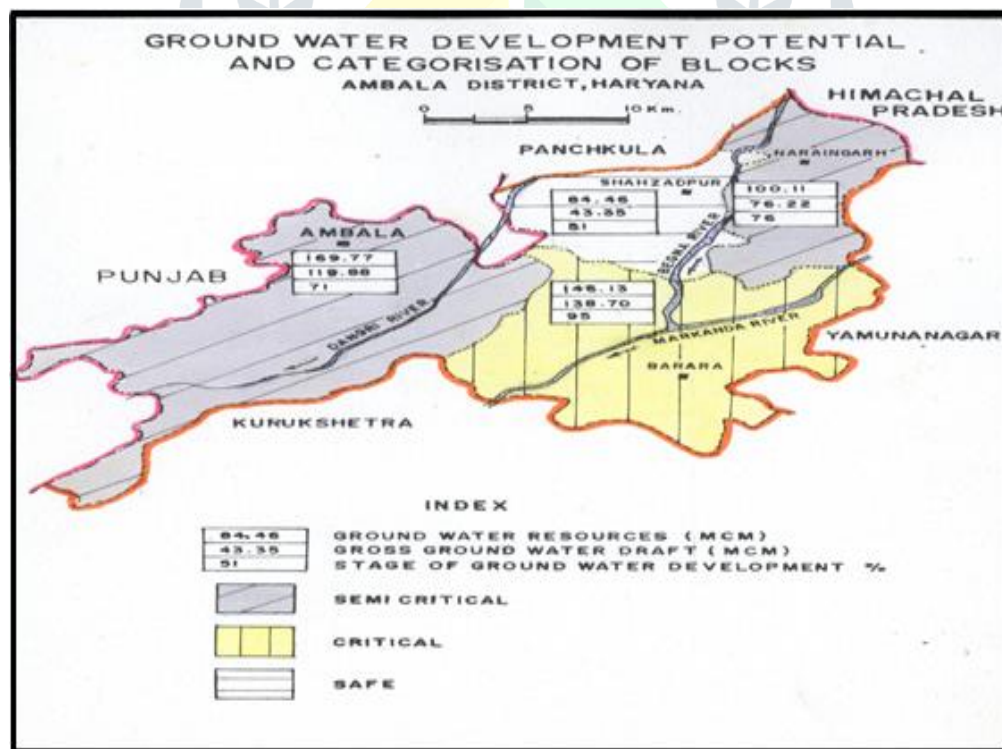 GROUND WATER DEVELOPMENT POTENTIAL
AND CATEGORISATION OF BLOCKS
AMBALA DISTRICT, HARYANA
0 5 10 Km.
HIMACHAL
PRADESH
PANCHKULA
NARAINGARH
SHAHZADPUR
84.46
43.35
51
100.11
76.22
76
AMBALA
169.77
119.88
71
PUNJAB
BEGNA RIVER
146.13
138.70
95
DANGRI RIVER
MARKANDA RIVER
YAMUNANAGAR
BARARA
KURUKSHETRA
INDEX
84.46 GROUND WATER RESOURCES (MCM)
43.35 GROSS GROUND WATER DRAFT (MCM)
51 STAGE OF GROUND WATER DEVELOPMENT %
SEMI CRITICAL
CRITICAL
SAFE